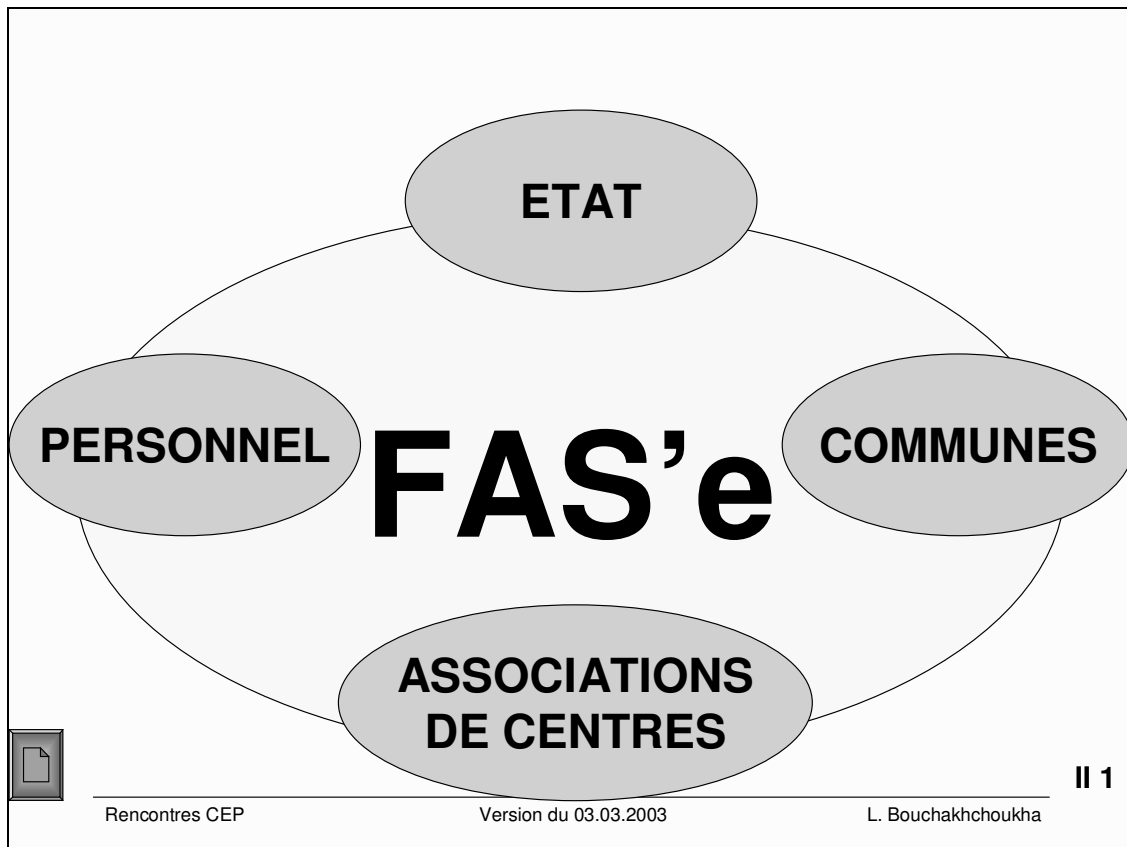 ETAT
PERSONNEL
FAS’e
COMMUNES
ASSOCIATIONS
DE CENTRES
II 1
Rencontres CEP
Version du 03.03.2003
L. Bouchakhchoukha